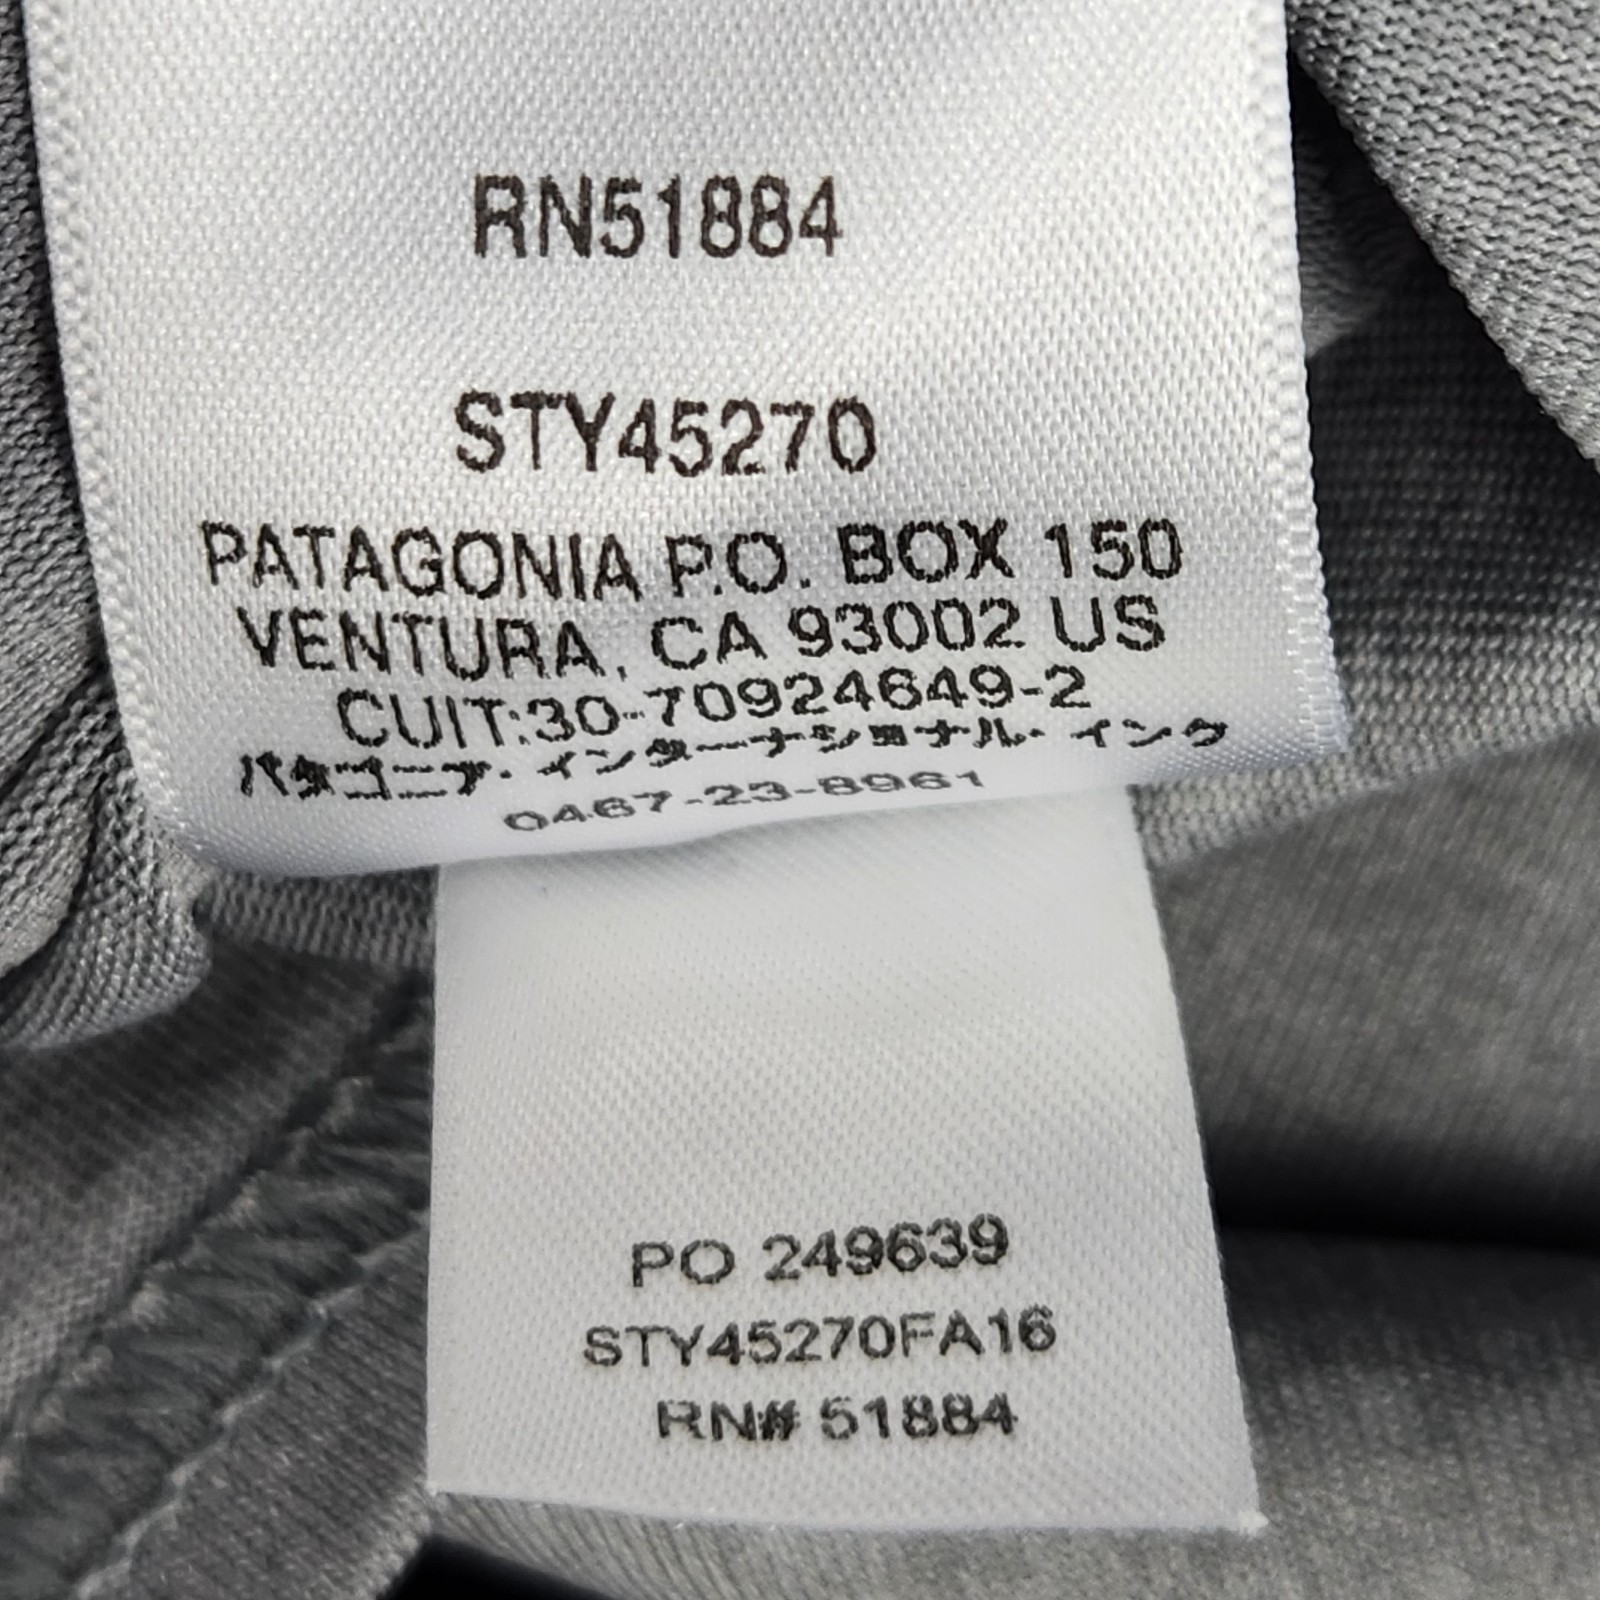 RN51884
STY45270
PATAGONIA P.O. BOX 150
VENTURA, CA 93002 US
CUIT:30-70924649-2
パタゴニア・インターナショナル・インク
0467-23-8961
PO 249639
STY45270FA16
RN# 51884